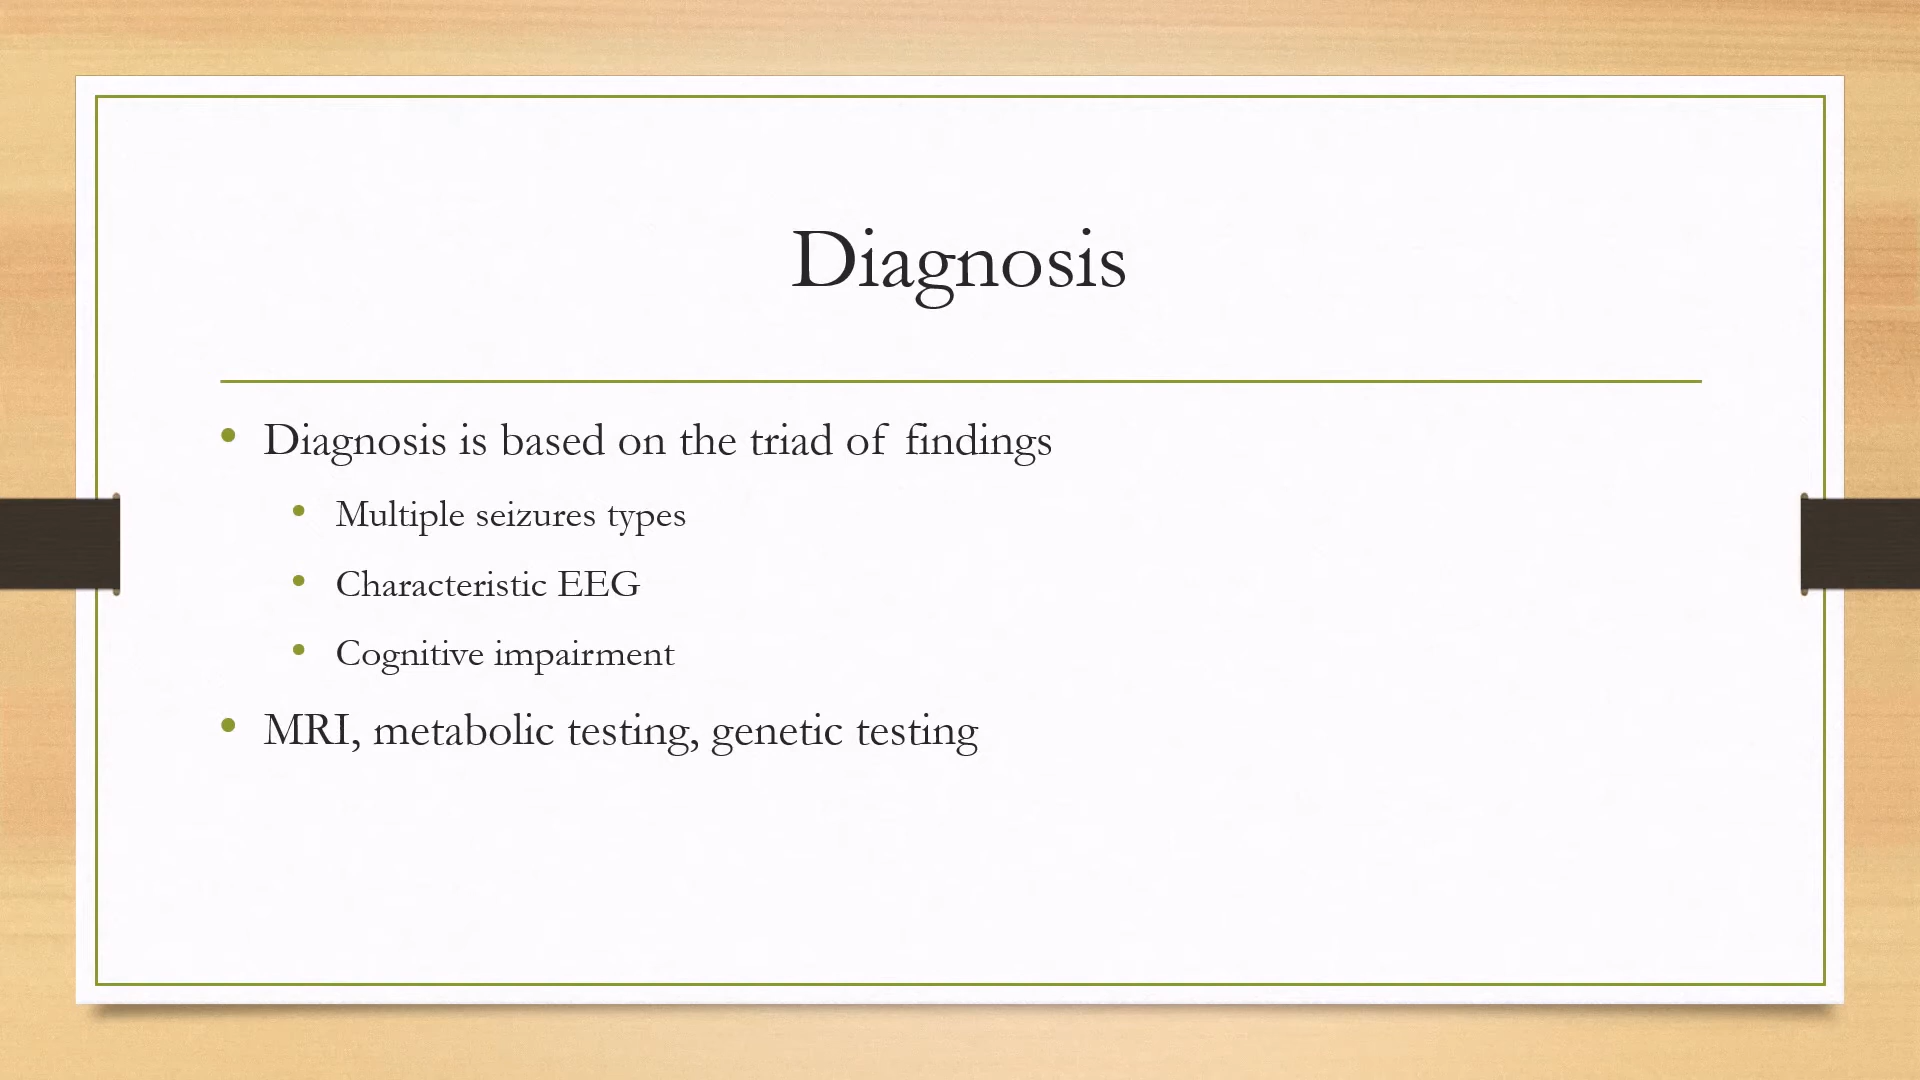 Diagnosis
• Diagnosis is based on the triad of findings
• Multiple seizures types
• Characteristic EEG
• Cognitive impairment
• MRI, metabolic testing, genetic testing